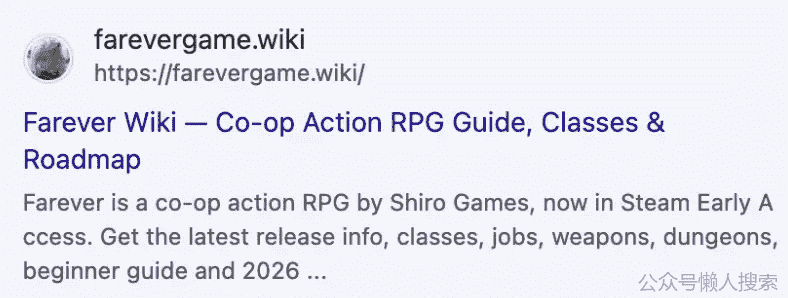 farevergame.wiki
https://farevergame.wiki/
Farever Wiki — Co-op Action RPG Guide, Classes &
Roadmap
Farever is a co-op action RPG by Shiro Games, now in Steam Early A
ccess. Get the latest release info, classes, jobs, weapons, dungeons,
beginner guide and 2026 ...
公众号懒人搜索